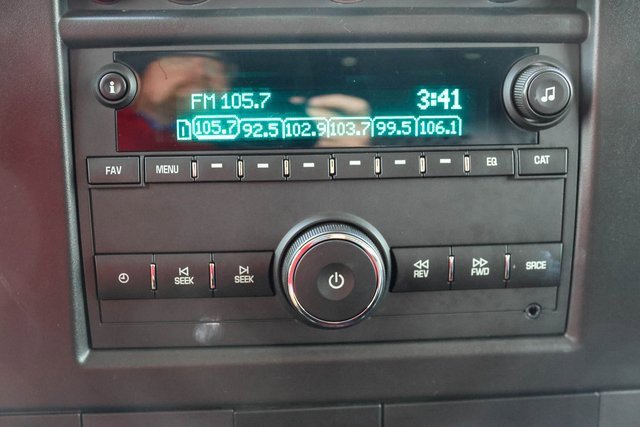 FM 105.7 3:41
1 105.7 92.5 102.9 103.7 99.5 106.1
i
FAV MENU EQ CAT
SEEK SEEK REV FWD SRCE